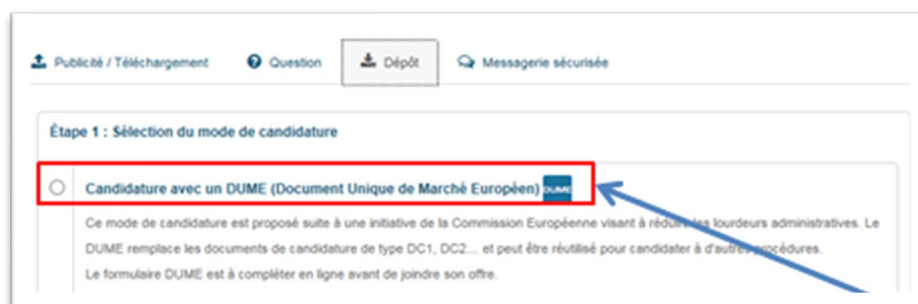 Publicité / Téléchargement Question Dépôt Messagerie sécurisée
Étape 1 : Sélection du mode de candidature
Candidature avec un DUME (Document Unique de Marché Européen) DUME
Ce mode de candidature est proposé suite à une initiative de la Commission Européenne visant à réduire les lourdeurs administratives. Le
DUME remplace les documents de candidature de type DC1, DC2... et peut être réutilisé pour candidater à d'autres procédures.
Le formulaire DUME est à compléter en ligne avant de joindre son offre.